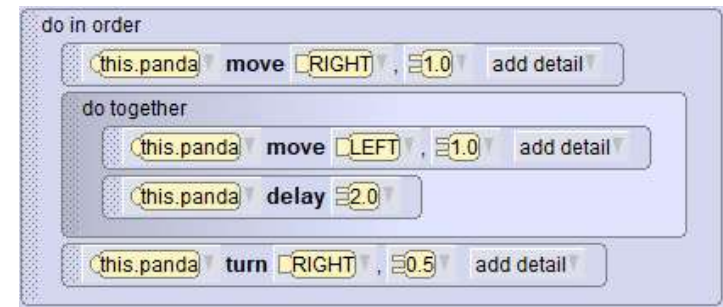 do in order
this.panda move RIGHT , 1.0 add detail
do together
this.panda move LEFT , 1.0 add detail
this.panda delay 2.0
this.panda turn RIGHT , 0.5 add detail